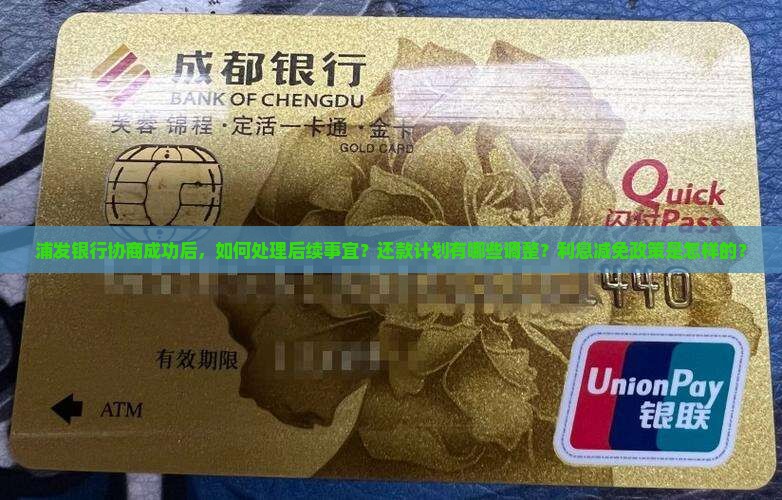 成都银行
BANK OF CHENGDU
芙蓉锦程·定活一卡通·金卡
GOLD CARD
Quick
闪付Pass
浦发银行协商成功后，如何处理后续事宜？还款计划有哪些调整？利息减免政策是怎样的？
1440
有效期限
ATM
UnionPay
银联